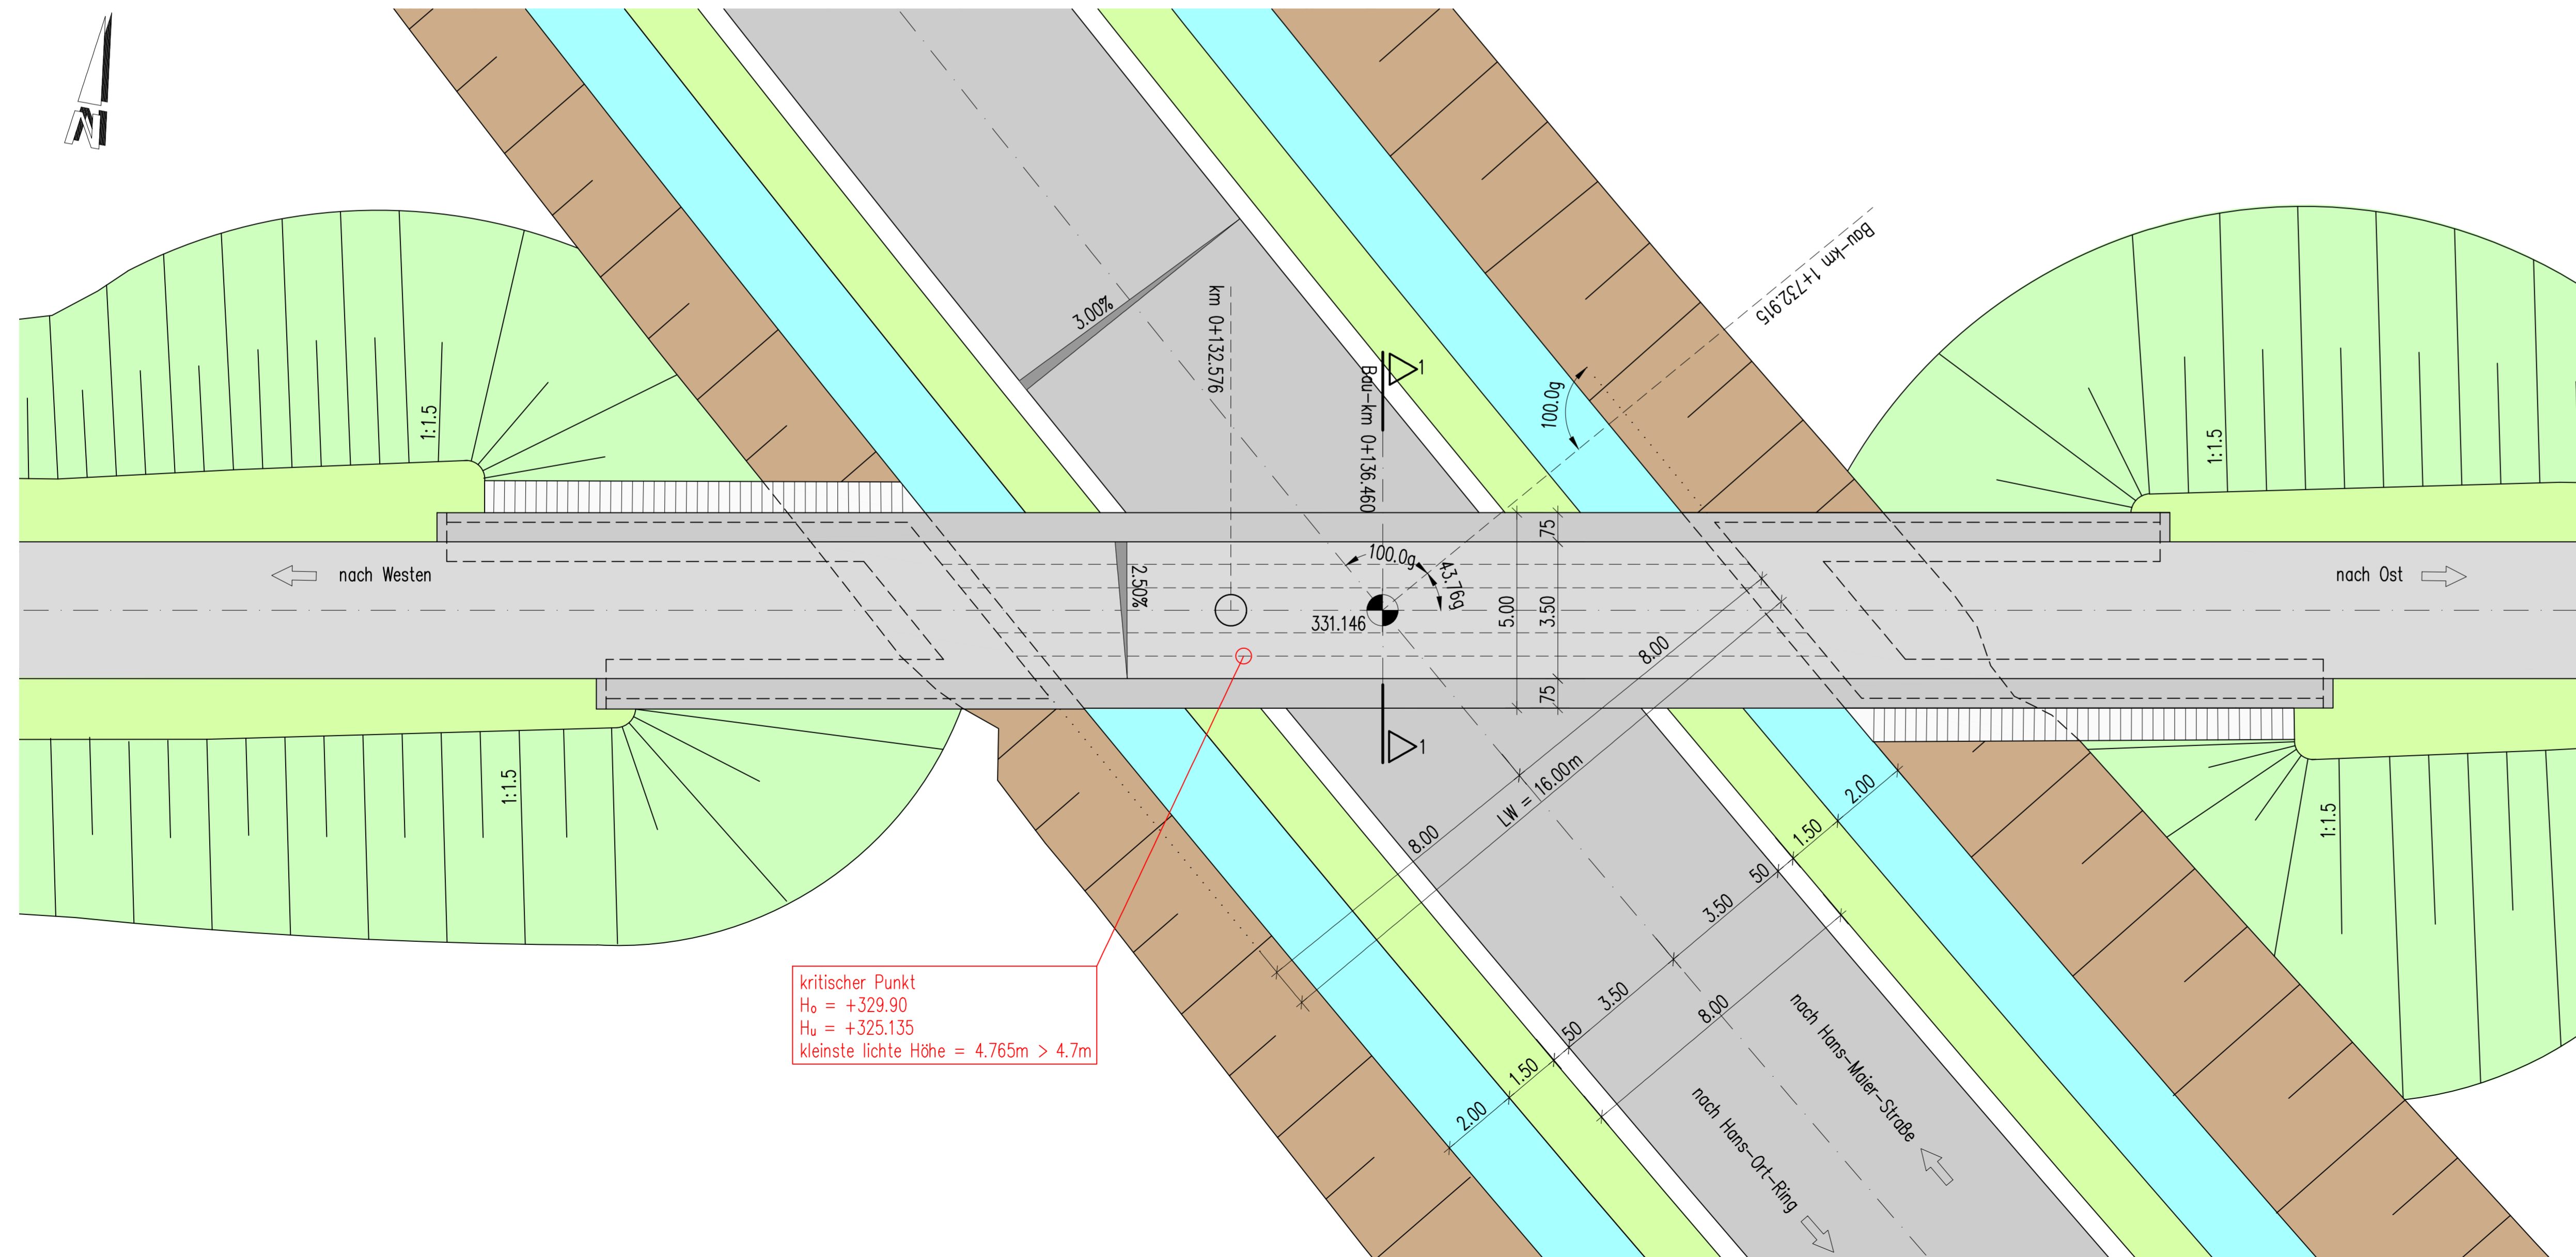 N
Bau-km 1+732.915
3.00%
km 0+132.576
1
Bau-km 0+136.460
100.0g
1:1.5
1:1.5
75
100.0g
43.76g
nach Westen
2.50%
nach Ost
331.146
5.00
3.50
8.00
75
1
1:1.5
1:1.5
LW = 16.00m
8.00
2.00
1.50
50
3.50
3.50
8.00
50
1.50
2.00
kritischer Punkt
Hₒ = +329.90
Hᵤ = +325.135
kleinste lichte Höhe = 4.765m > 4.7m
nach Hans-Maier-Straße
nach Hans-Ort-Ring